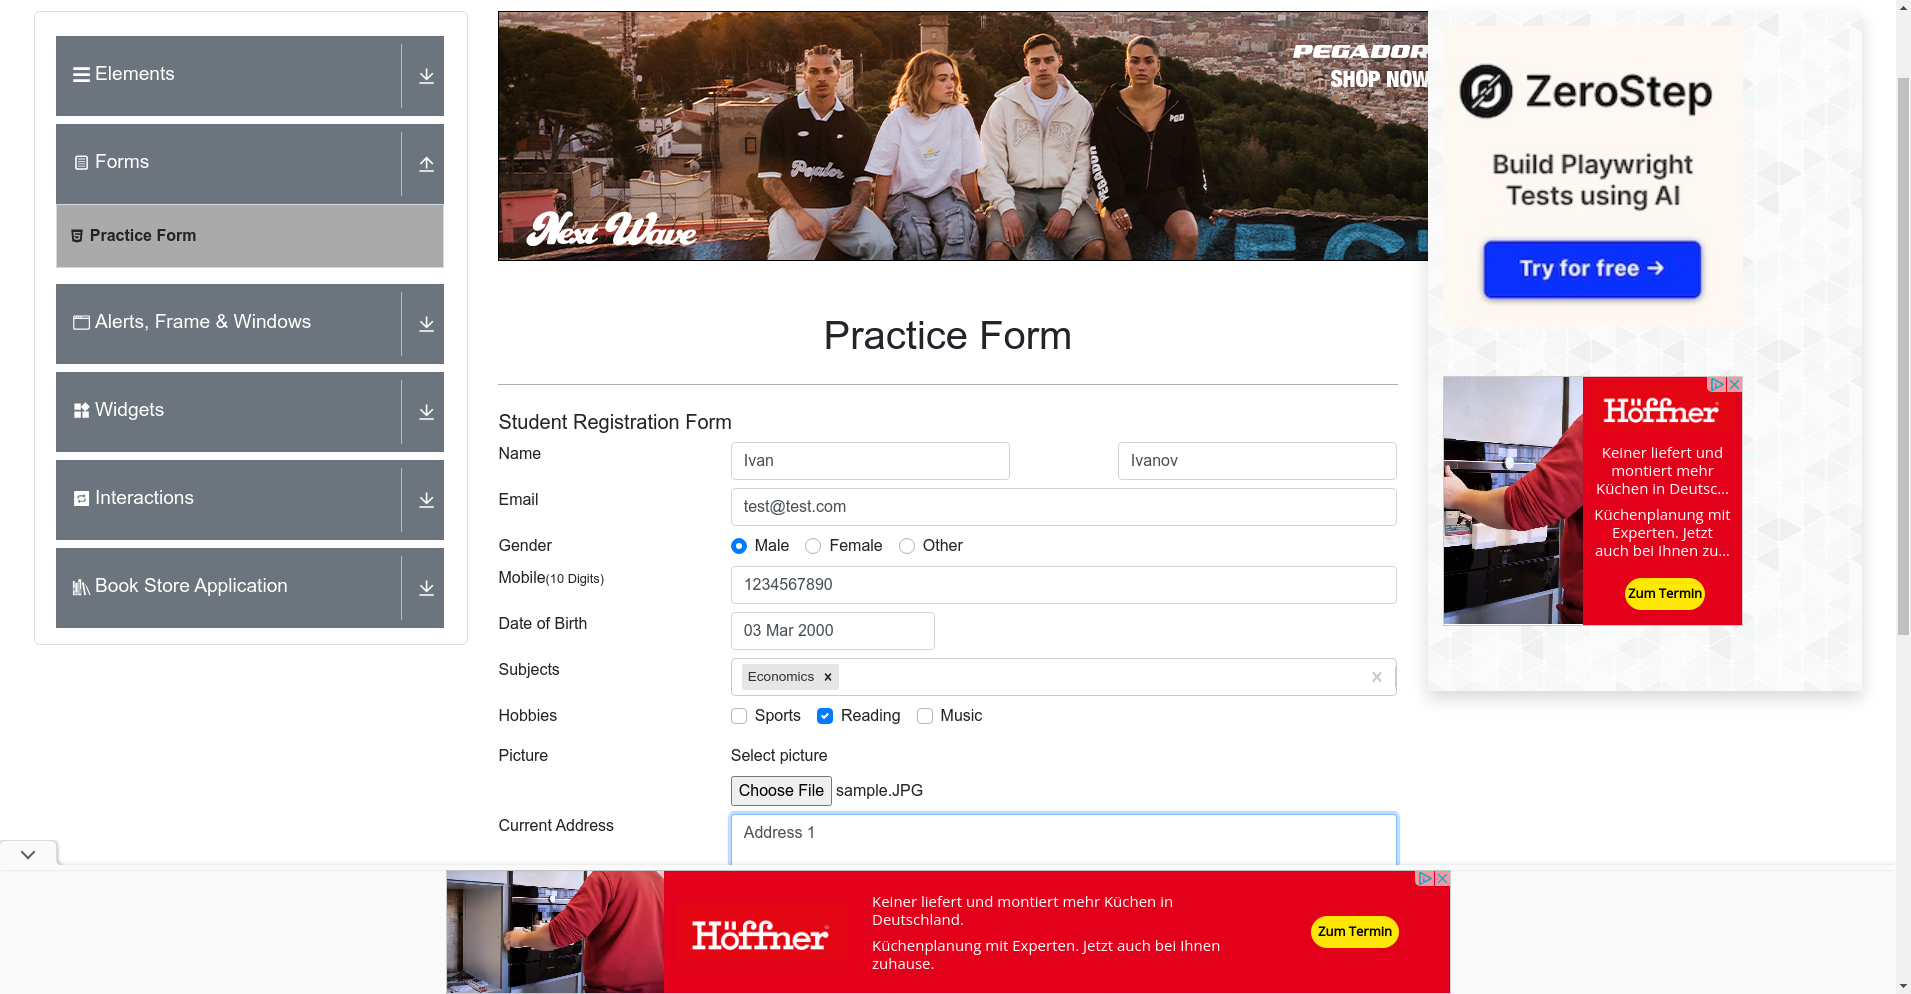 Elements
Forms
Practice Form
Alerts, Frame & Windows
Widgets
Interactions
Book Store Application
PEGADOR
SHOP NOW
Pegador
PGD
PEGADOR
Next Wave
Practice Form
Student Registration Form
Name
Ivan
Ivanov
Email
test@test.com
Gender
Male
Female
Other
Mobile(10 Digits)
1234567890
Date of Birth
03 Mar 2000
Subjects
Economics
Hobbies
Sports
Reading
Music
Picture
Select picture
Choose File sample.JPG
Current Address
Address 1
ZeroStep
Build Playwright
Tests using AI
Try for free →
Höffner
Keiner liefert und
montiert mehr
Küchen in Deutsc...
Küchenplanung mit
Experten. Jetzt
auch bei Ihnen zu...
Zum Termin
Höffner
Keiner liefert und montiert mehr Küchen in
Deutschland.
Küchenplanung mit Experten. Jetzt auch bei Ihnen
zuhause.
Zum Termin